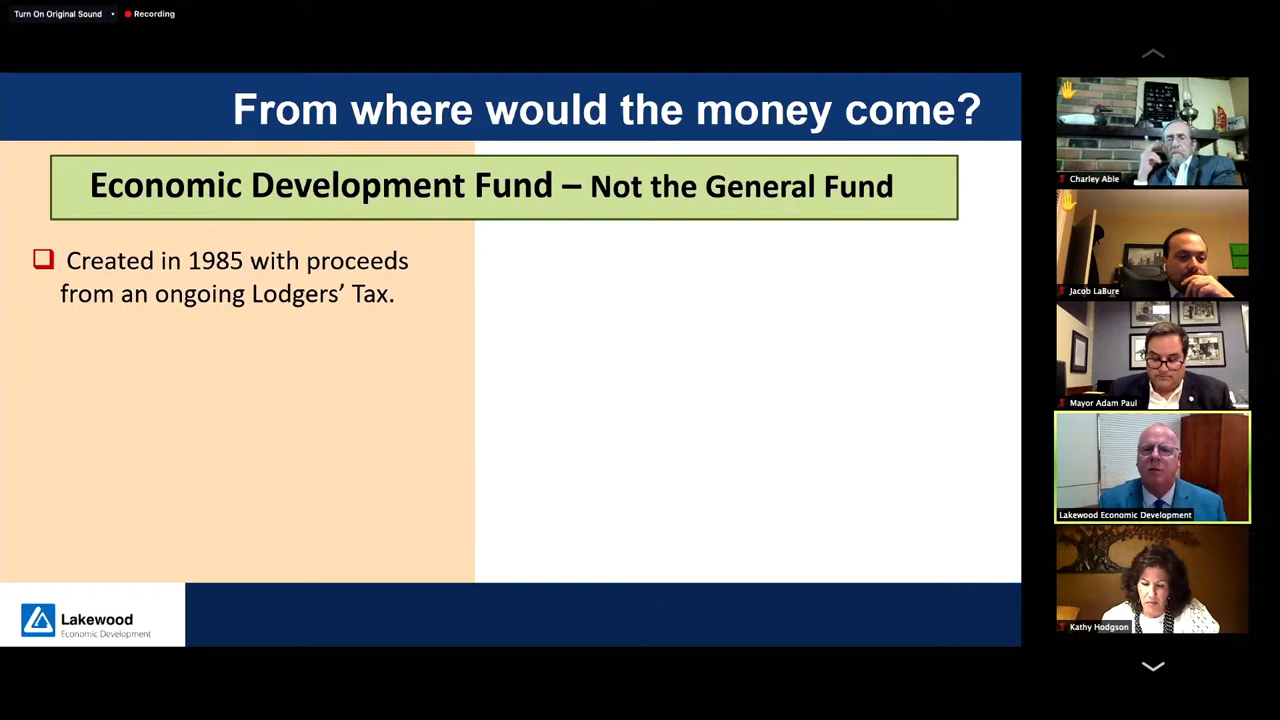 Turn On Original Sound
Recording
From where would the money come?
Economic Development Fund – Not the General Fund
Created in 1985 with proceeds
from an ongoing Lodgers’ Tax.
Lakewood
Economic Development
Charley Able
Jacob LaBure
Mayor Adam Paul
Lakewood Economic Development
Kathy Hodgson